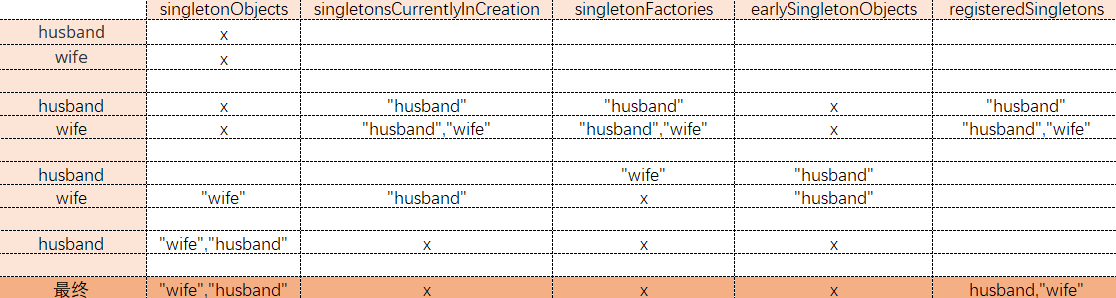 singletonObjects singletonsCurrentlyInCreation singletonFactories earlySingletonObjects registeredSingletons
husband x
wife x
husband x "husband" "husband" x "husband"
wife x "husband","wife" "husband","wife" x "husband","wife"
husband "wife" "husband"
wife "wife" "husband" x "husband"
husband "wife","husband" x x x
最终 "wife","husband" x x x husband,"wife"